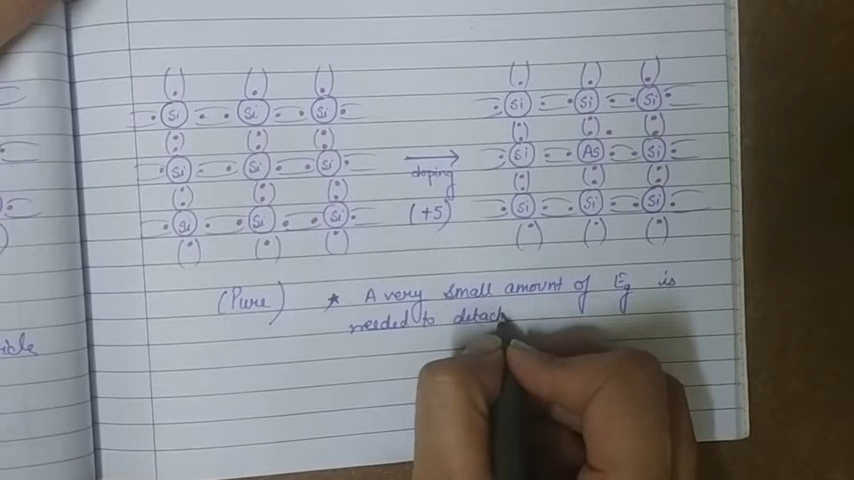 Si Si Si Si Si Si
Si Si Si doping Si As Si
Si Si Si (+5) Si Si Si
(Pure) * A very small amount of Eg is
needed to detach
icle